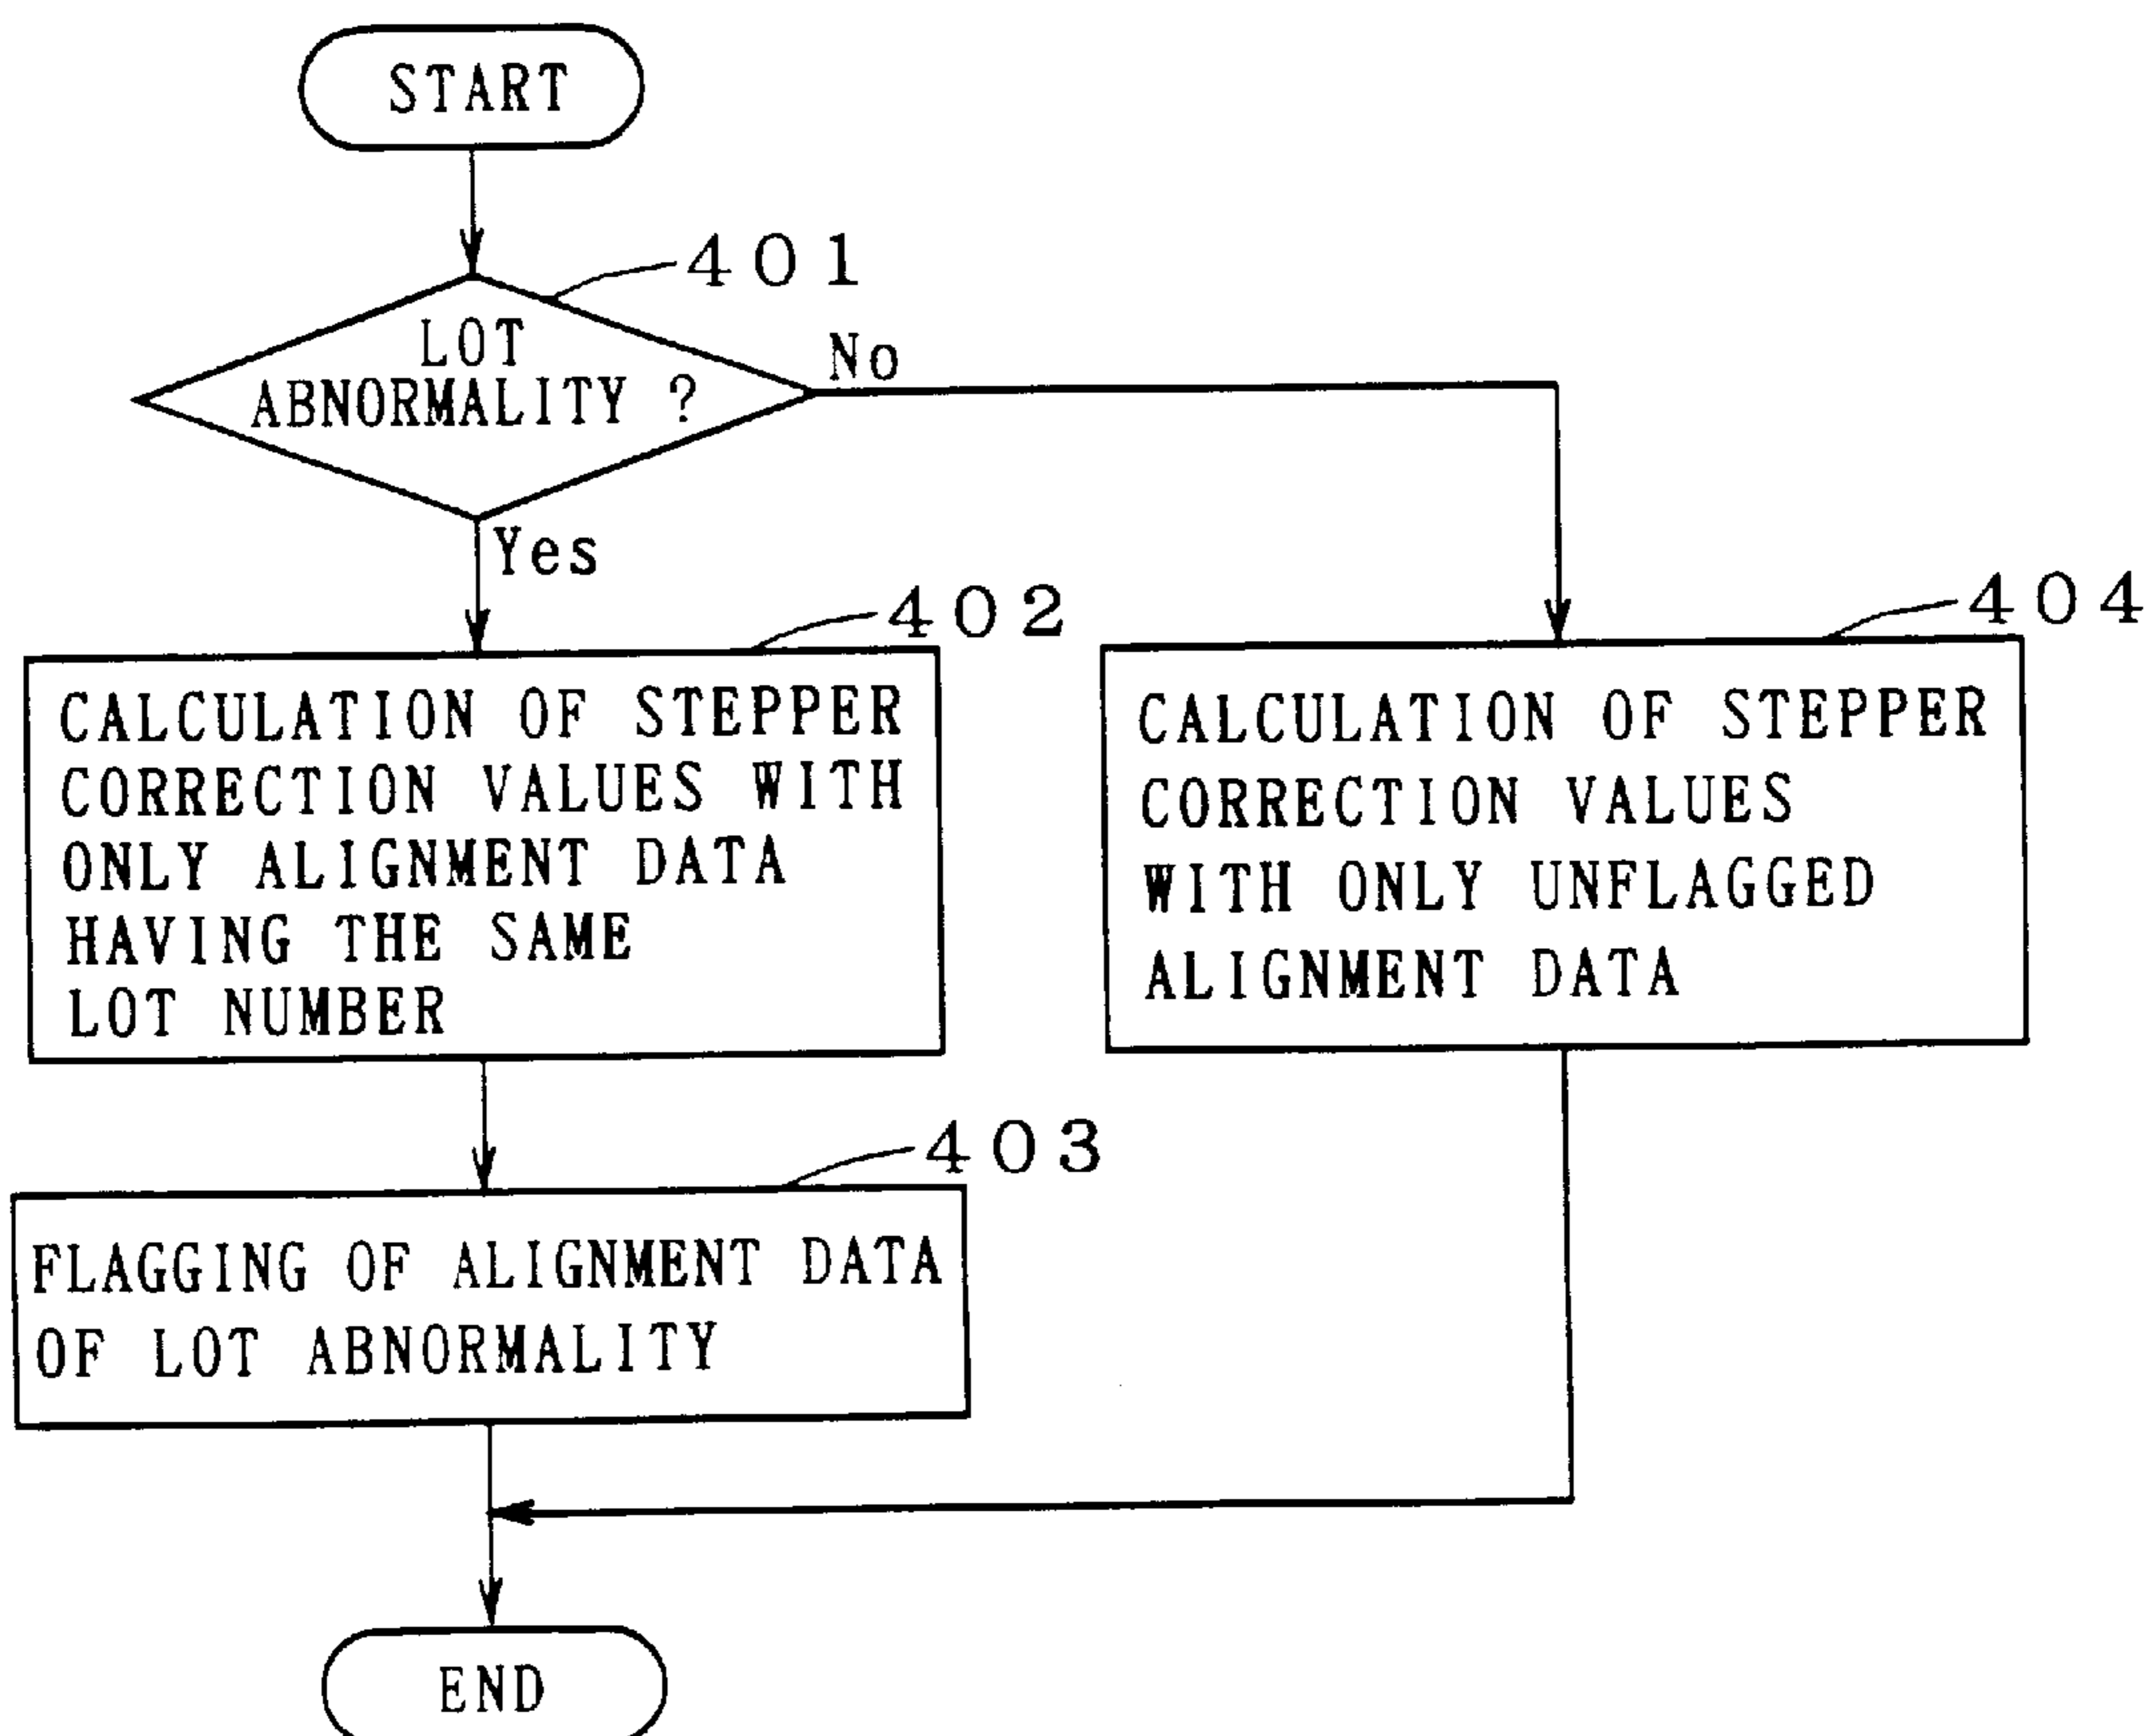 START
401
LOT
ABNORMALITY ?
No
Yes
402
CALCULATION OF STEPPER
CORRECTION VALUES WITH
ONLY ALIGNMENT DATA
HAVING THE SAME
LOT NUMBER
404
CALCULATION OF STEPPER
CORRECTION VALUES
WITH ONLY UNFLAGGED
ALIGNMENT DATA
403
FLAGGING OF ALIGNMENT DATA
OF LOT ABNORMALITY
END